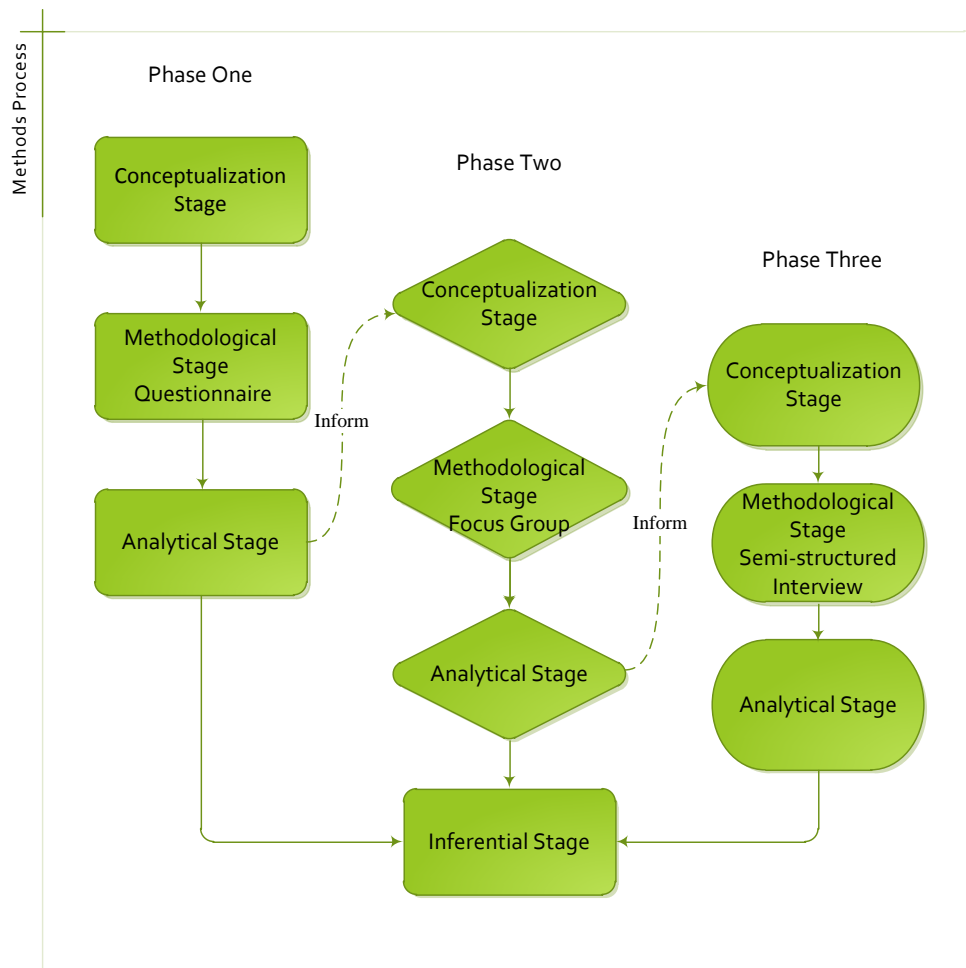 Methods Process
Phase One
Conceptualization
Stage
Methodological
Stage
Questionnaire
Analytical Stage
Inform
Phase Two
Conceptualization
Stage
Methodological
Stage
Focus Group
Analytical Stage
Inform
Phase Three
Conceptualization
Stage
Methodological
Stage
Semi-structured
Interview
Analytical Stage
Inferential Stage